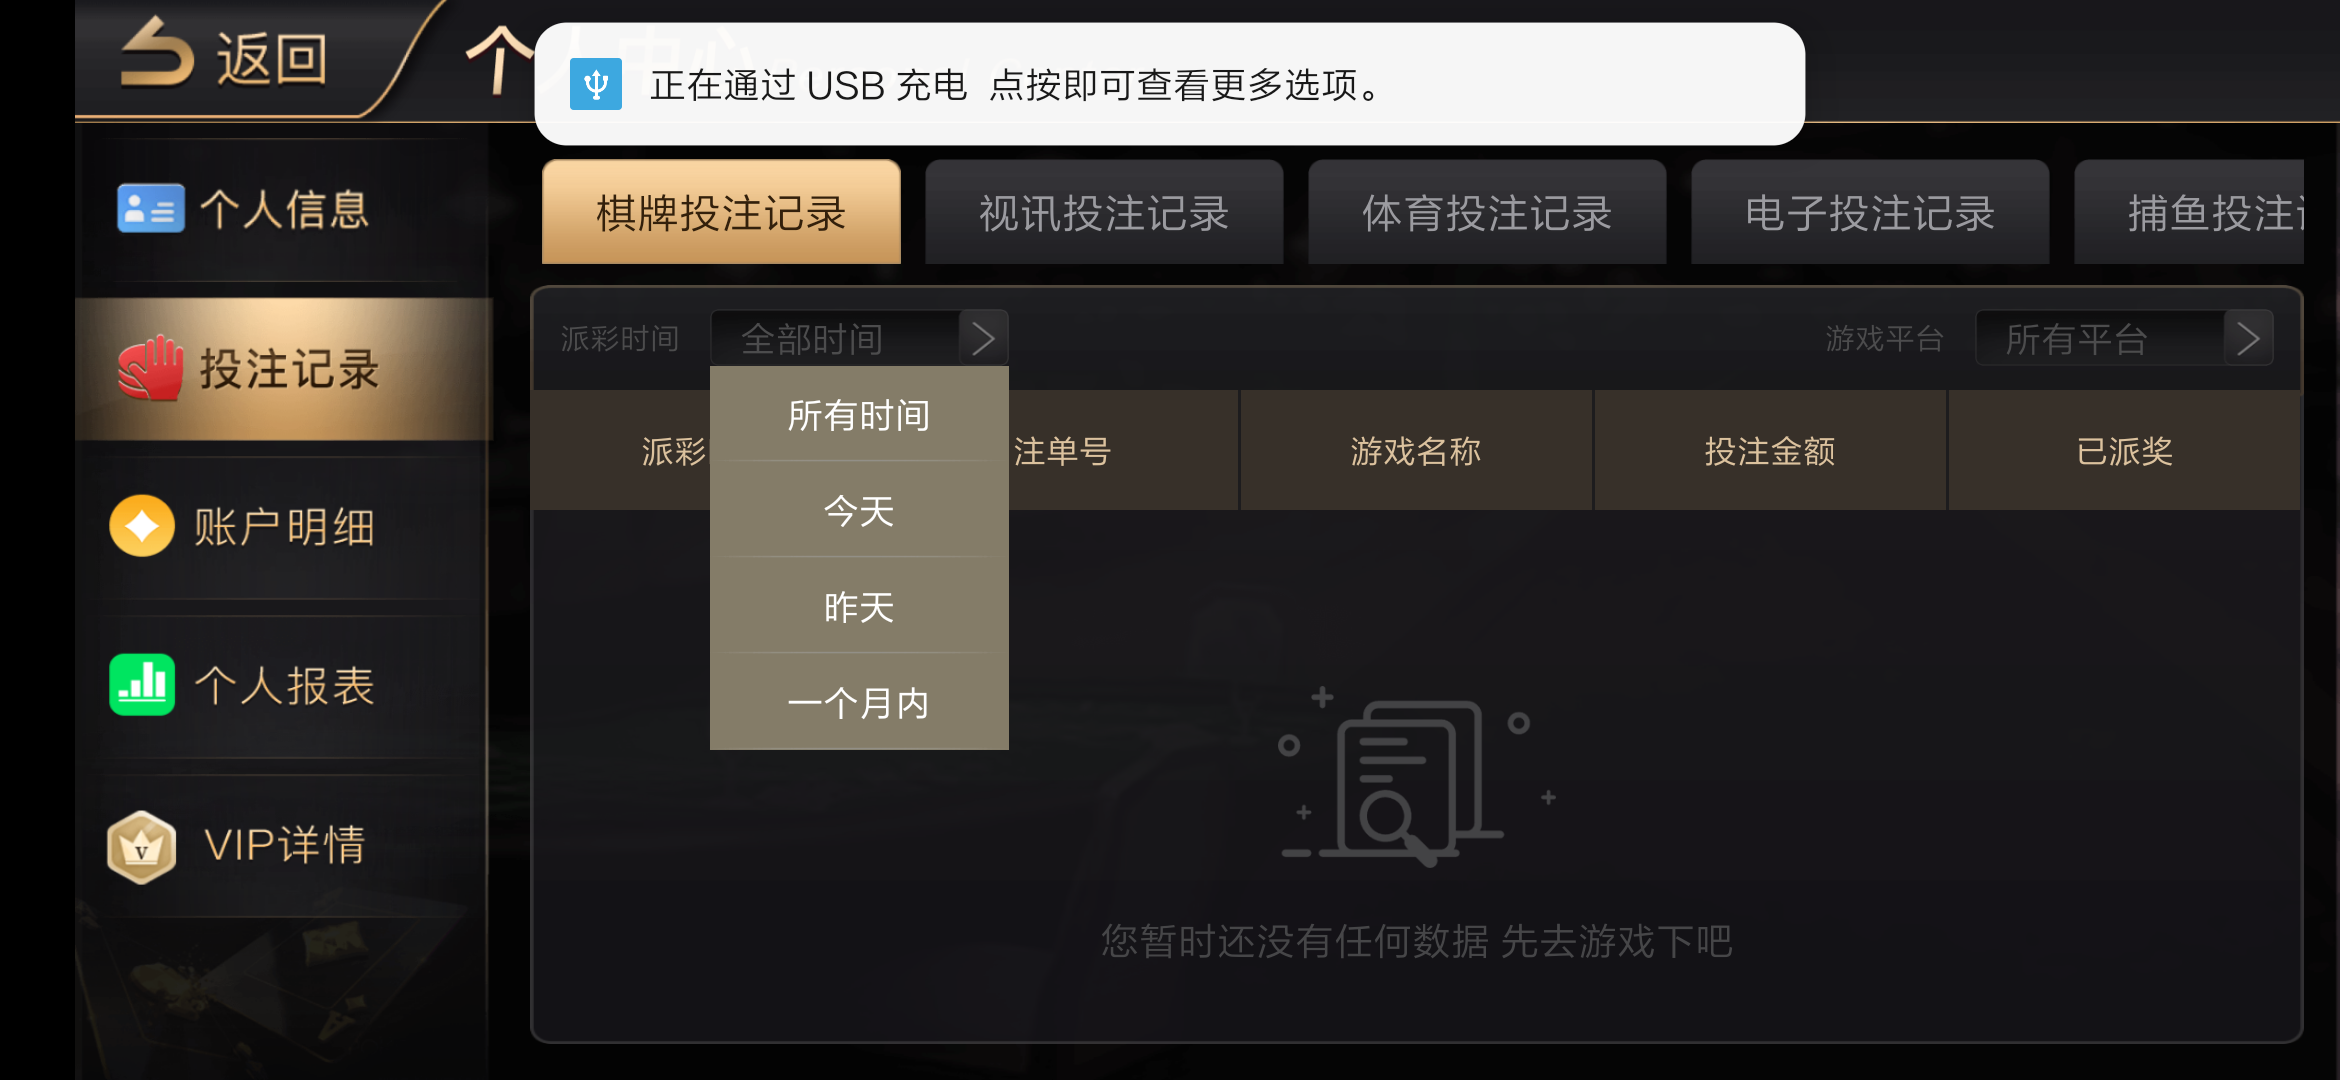 返回
个人中心
正在通过 USB 充电 点按即可查看更多选项。
个人信息
投注记录
账户明细
个人报表
VIP详情
棋牌投注记录
视讯投注记录
体育投注记录
电子投注记录
捕鱼投注
派彩时间
全部时间
游戏平台
所有平台
所有时间
今天
昨天
一个月内
派彩
注单号
游戏名称
投注金额
已派奖
您暂时还没有任何数据 先去游戏下吧